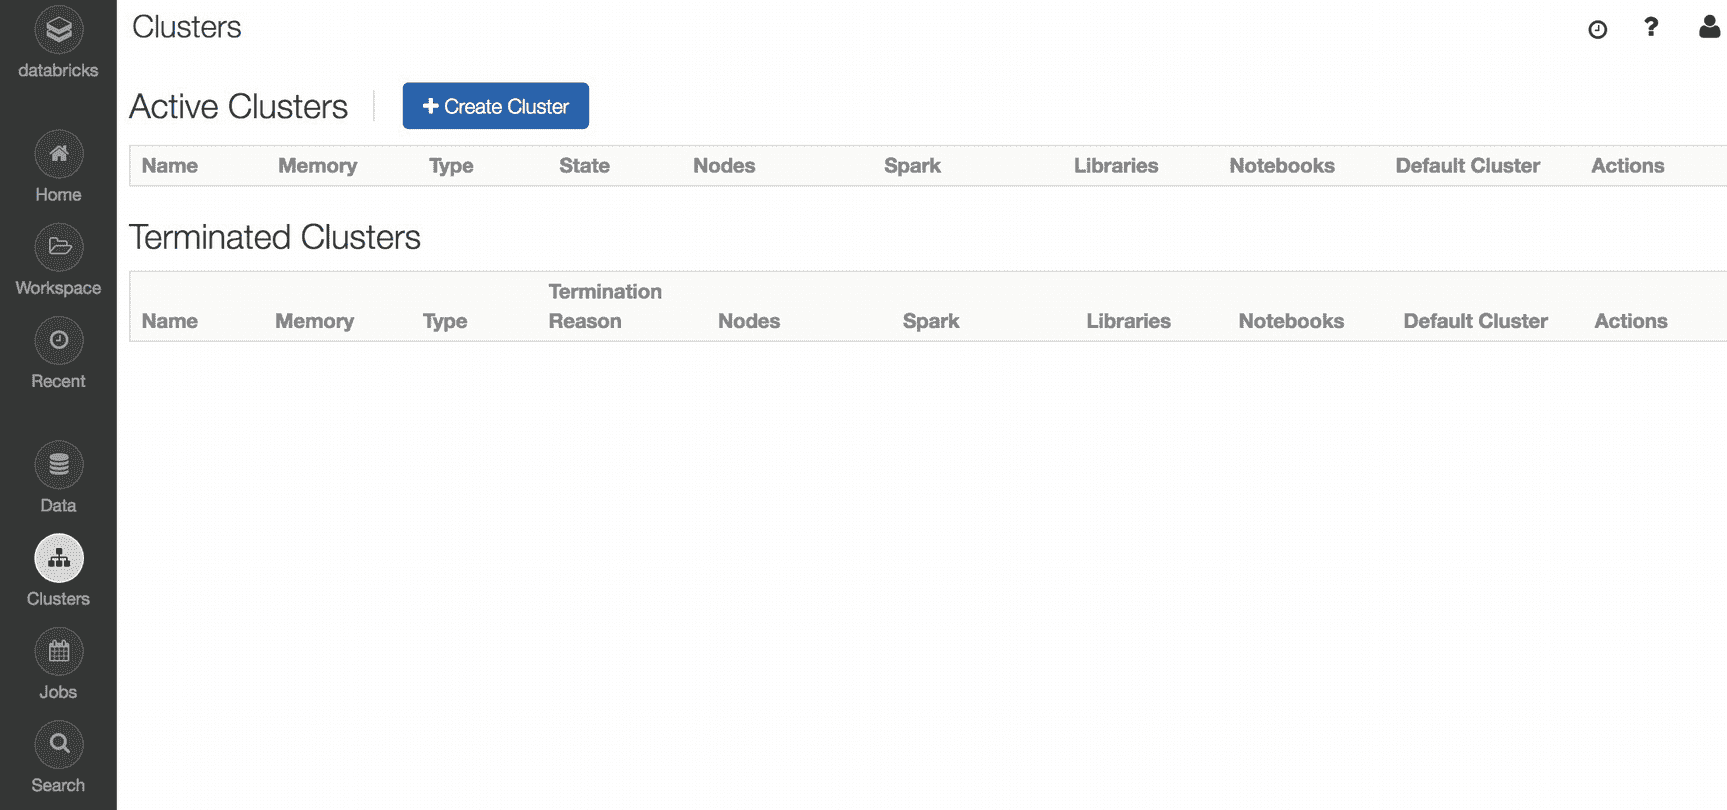 Clusters
databricks
Active Clusters
Create Cluster
Name Memory Type State Nodes Spark Libraries Notebooks Default Cluster Actions
Home
Terminated Clusters
Workspace
Termination
Name Memory Type Reason Nodes Spark Libraries Notebooks Default Cluster Actions
Recent
Data
Clusters
Jobs
Search